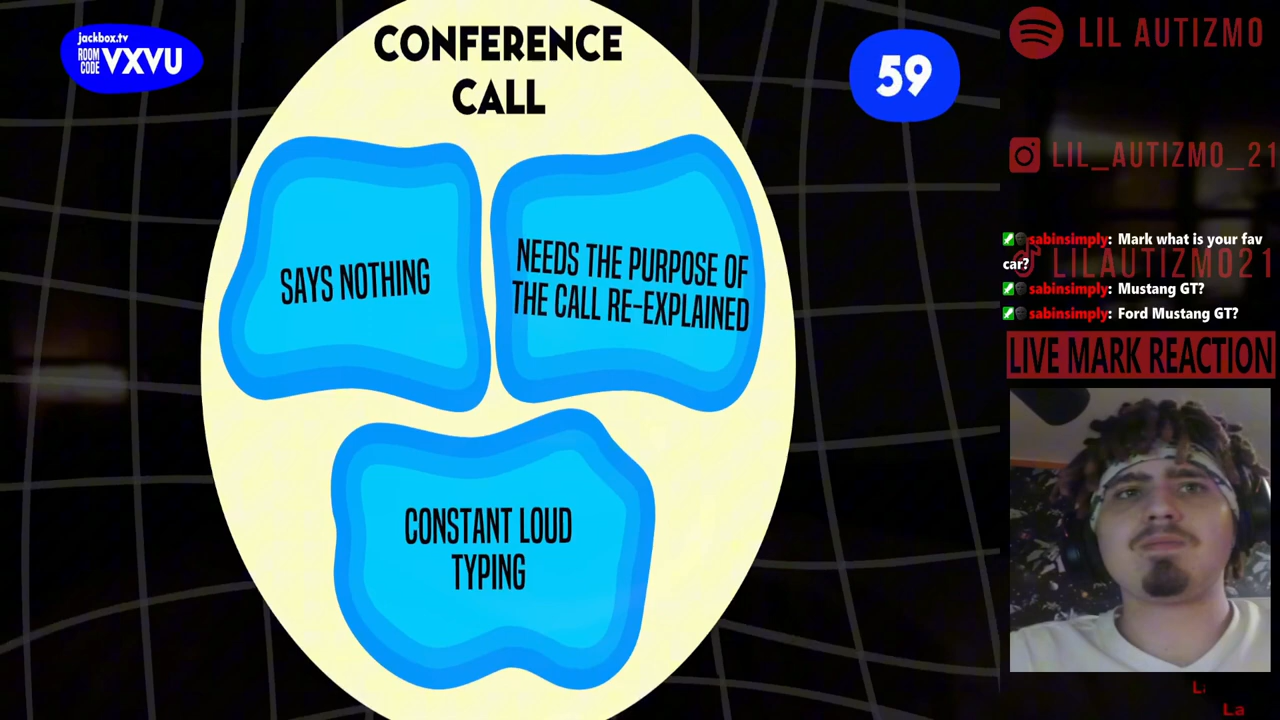 jackbox.tv
ROOM
CODE
VXVU
CONFERENCE
CALL
59
SAYS NOTHING
NEEDS THE PURPOSE OF
THE CALL RE-EXPLAINED
CONSTANT LOUD
TYPING
LIL AUTIZMO
LIL_AUTIZMO_21
sabinsimply: Mark what is your fav
car?
LILAUTIZMO21
sabinsimply: Mustang GT?
sabinsimply: Ford Mustang GT?
LIVE MARK REACTION
La